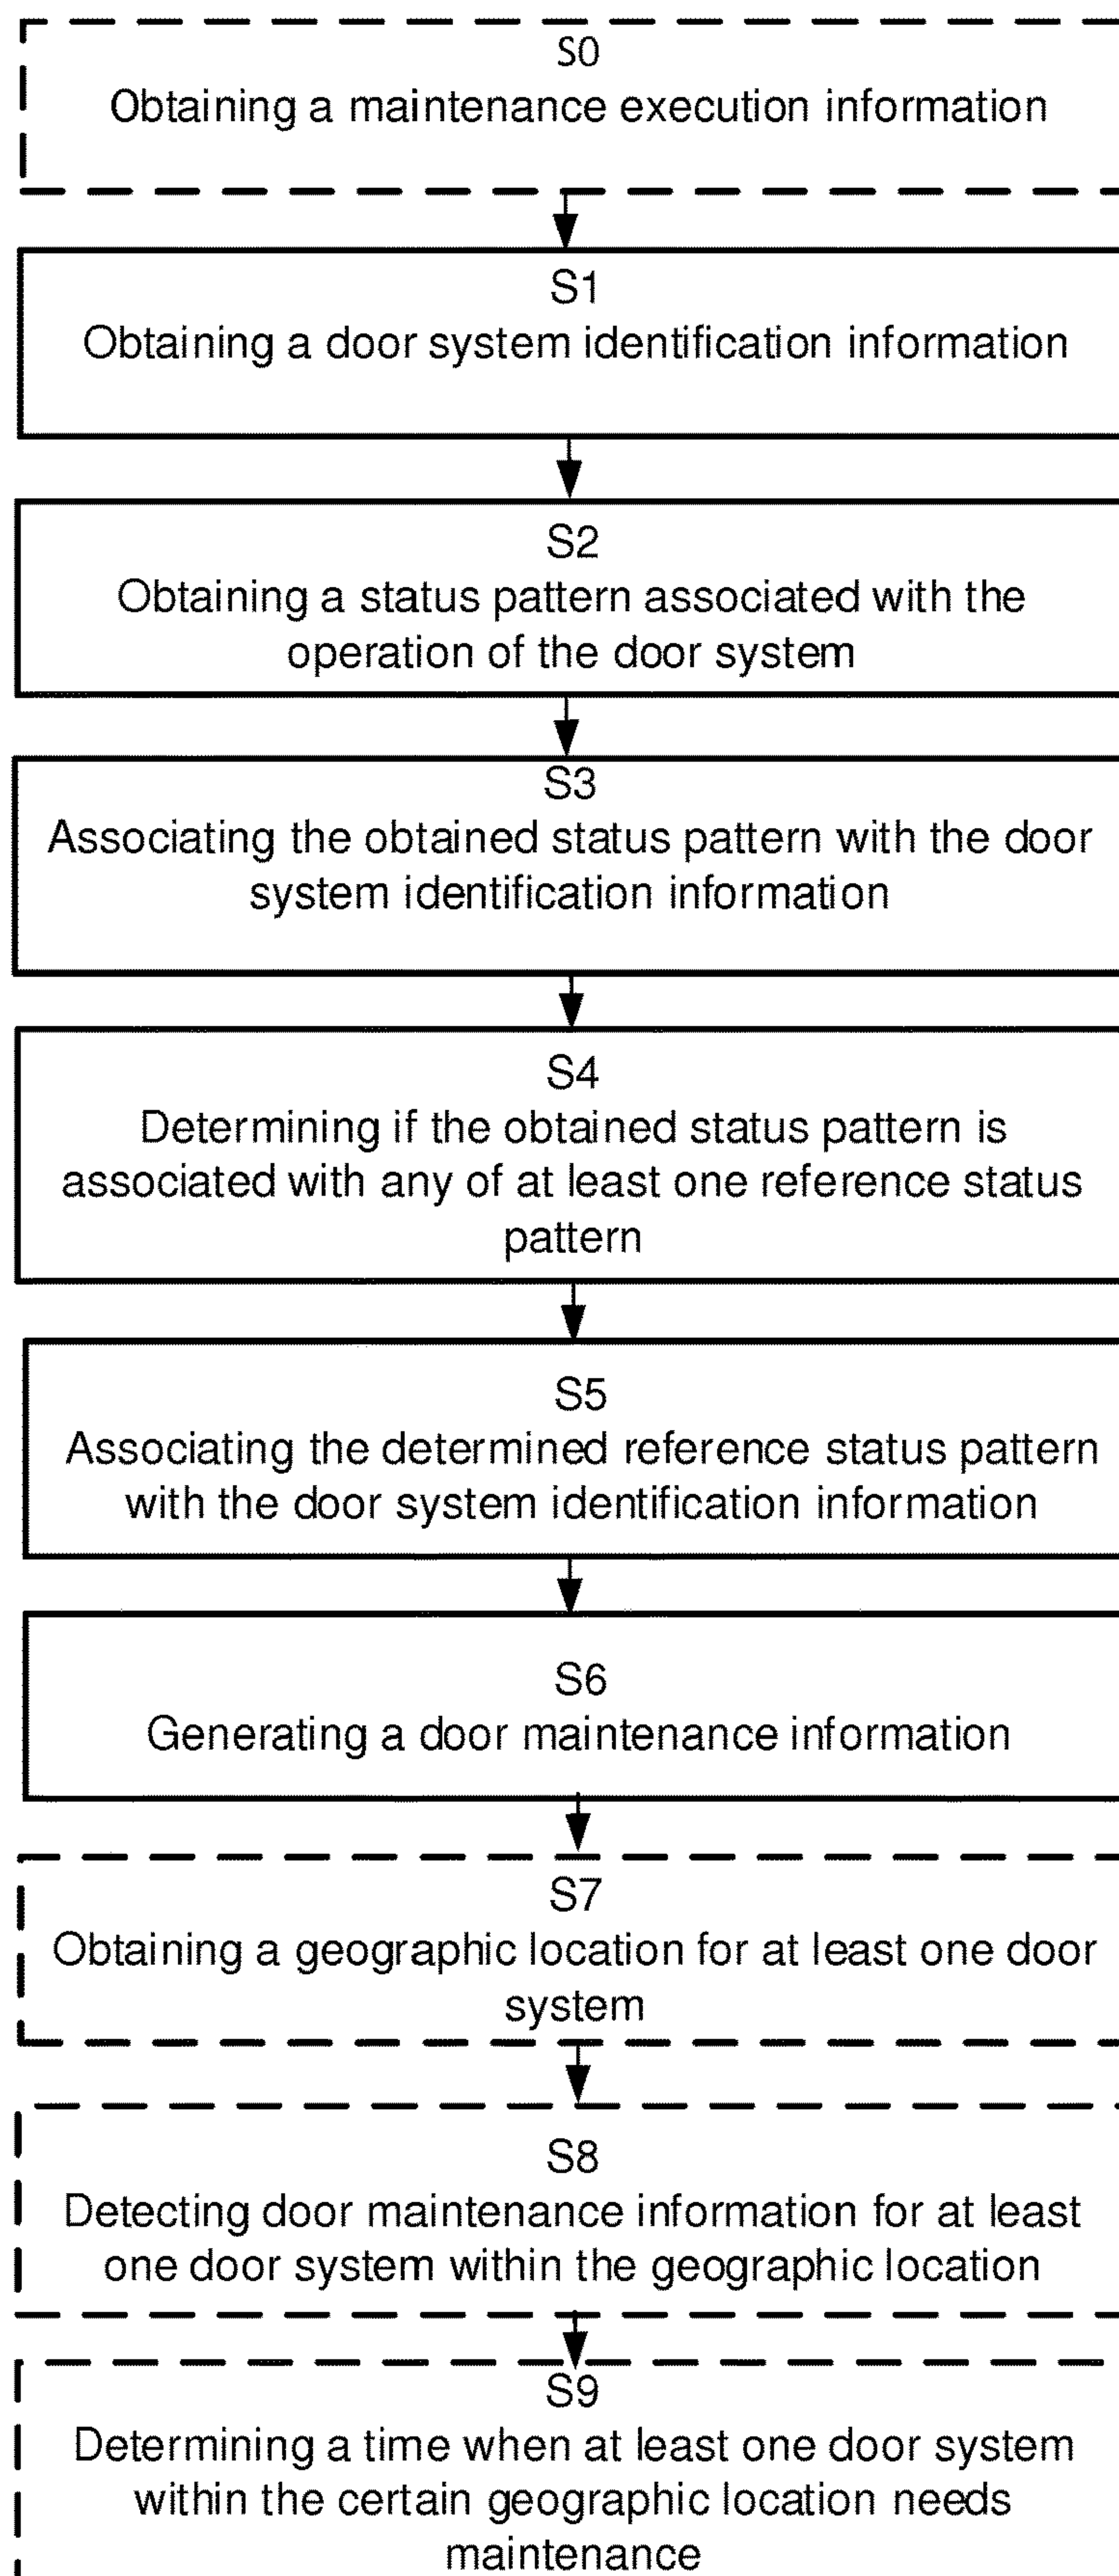 S0
Obtaining a maintenance execution information
S1
Obtaining a door system identification information
S2
Obtaining a status pattern associated with the
operation of the door system
S3
Associating the obtained status pattern with the door
system identification information
S4
Determining if the obtained status pattern is
associated with any of at least one reference status
pattern
S5
Associating the determined reference status pattern
with the door system identification information
S6
Generating a door maintenance information
S7
Obtaining a geographic location for at least one door
system
S8
Detecting door maintenance information for at least
one door system within the geographic location
S9
Determining a time when at least one door system
within the certain geographic location needs
maintenance